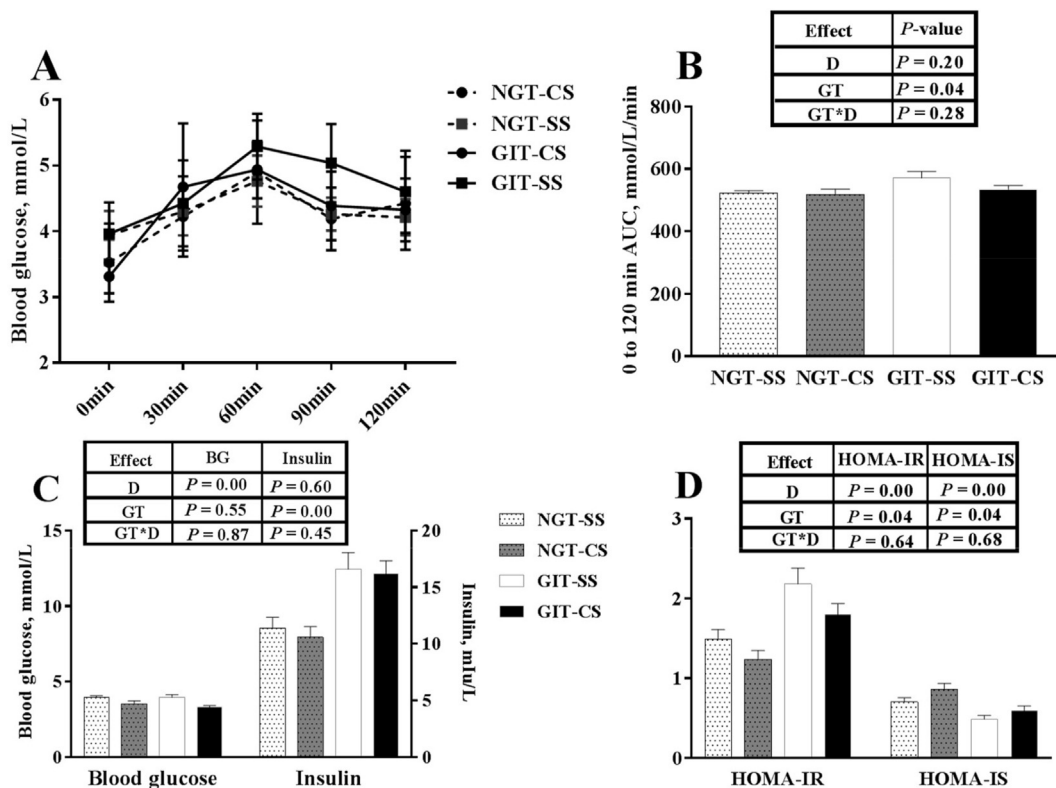 A
Blood glucose, mmol/L
6
5
4
3
2
0min
30min
60min
90min
120min
NGT-CS
NGT-SS
GIT-CS
GIT-SS
B
Effect P-value
D P = 0.20
GT P = 0.04
GT*D P = 0.28
0 to 120 min AUC, mmol/L/min
800
600
400
200
0
NGT-SS NGT-CS GIT-SS GIT-CS
C
Effect BG Insulin
D P = 0.00 P = 0.60
GT P = 0.55 P = 0.00
GT*D P = 0.87 P = 0.45
Blood glucose, mmol/L
15
10
5
0
Insulin, mIu/L
20
15
10
5
0
Blood glucose Insulin
NGT-SS
NGT-CS
GIT-SS
GIT-CS
D
Effect HOMA-IR HOMA-IS
D P = 0.00 P = 0.00
GT P = 0.04 P = 0.04
GT*D P = 0.64 P = 0.68
3
2
1
0
HOMA-IR HOMA-IS